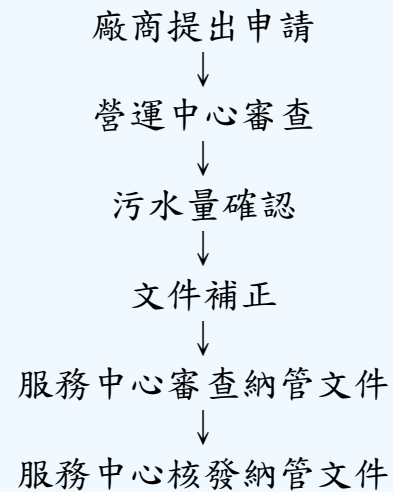 廠商提出申請
↓
營運中心審查
↓
污水量確認
↓
文件補正
↓
服務中心審查納管文件
↓
服務中心核發納管文件